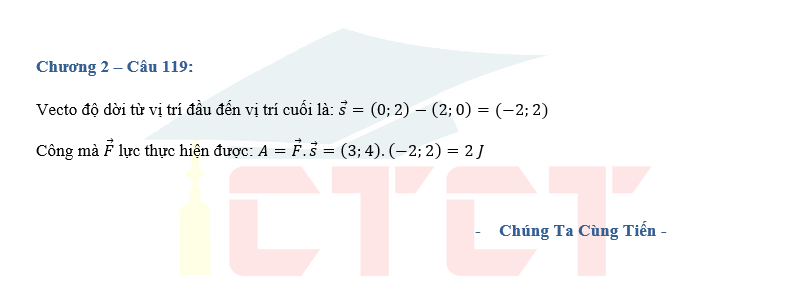 Chương 2 – Câu 119:
Vecto độ dời từ vị trí đầu đến vị trí cuối là: $\vec{s} = (0; 2) - (2; 0) = (-2; 2)$
Công mà $\vec{F}$ lực thực hiện được: $A = \vec{F}.\vec{s} = (3; 4).(-2; 2) = 2\,J$
CTCT
- Chúng Ta Cùng Tiến -